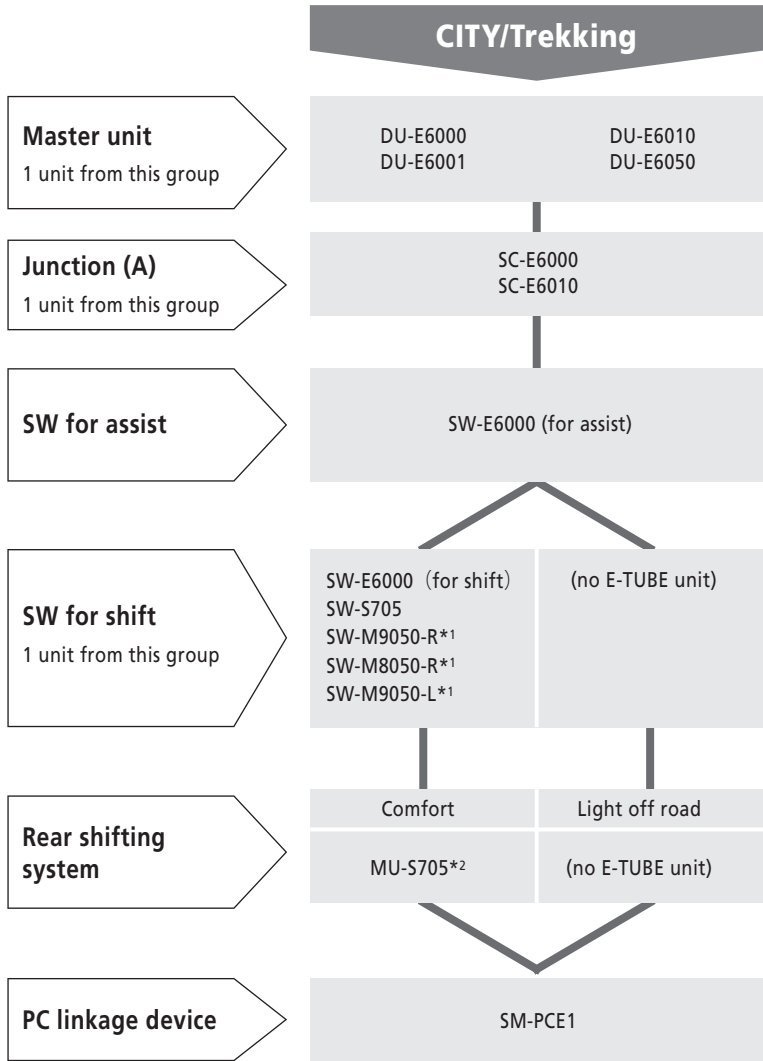 CITY/Trekking
Master unit
1 unit from this group
DU-E6000
DU-E6001
DU-E6010
DU-E6050
Junction (A)
1 unit from this group
SC-E6000
SC-E6010
SW for assist
SW-E6000 (for assist)
SW for shift
1 unit from this group
SW-E6000（for shift）
SW-S705
SW-M9050-R*1
SW-M8050-R*1
SW-M9050-L*1
(no E-TUBE unit)
Rear shifting
system
Comfort
MU-S705*2
Light off road
(no E-TUBE unit)
PC linkage device
SM-PCE1